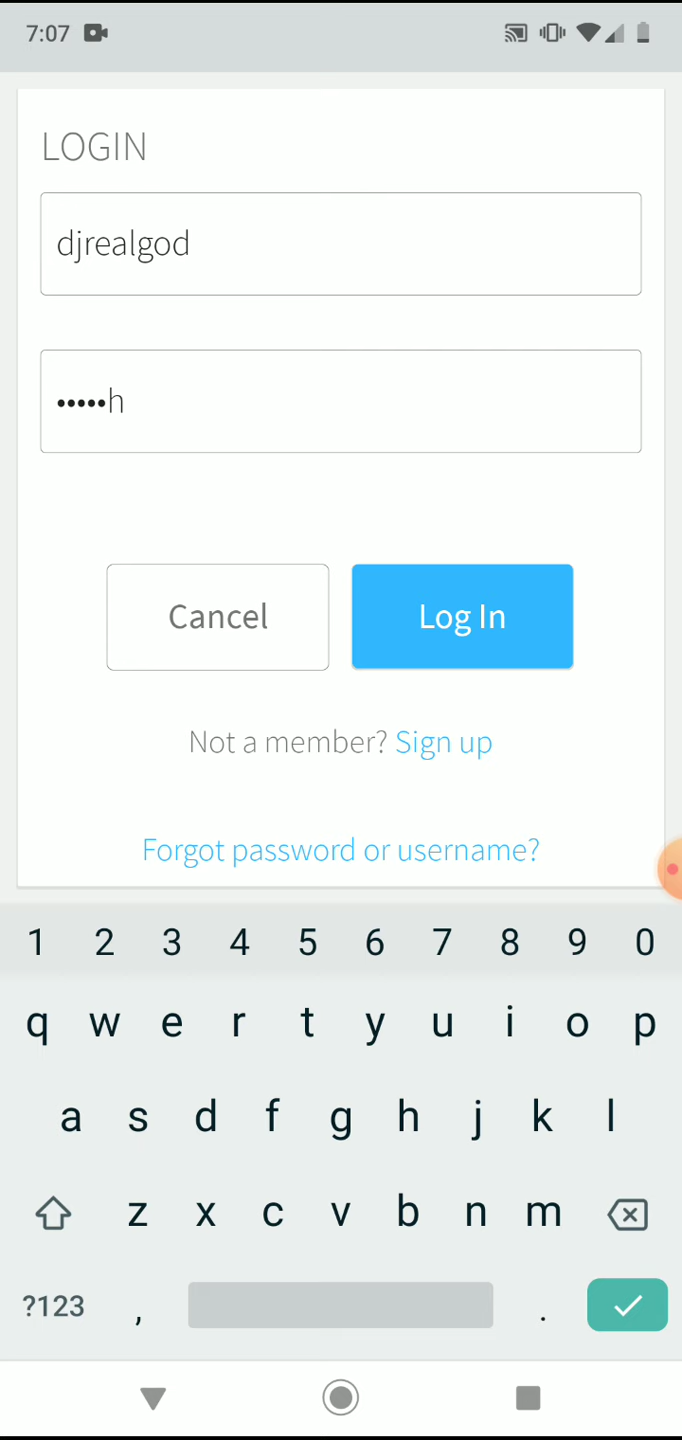 7:07
LOGIN
djrealgod
•••••h
Cancel Log In
Not a member? Sign up
Forgot password or username?
1 2 3 4 5 6 7 8 9 0
q w e r t y u i o p
a s d f g h j k l
z x c v b n m
?123 , .